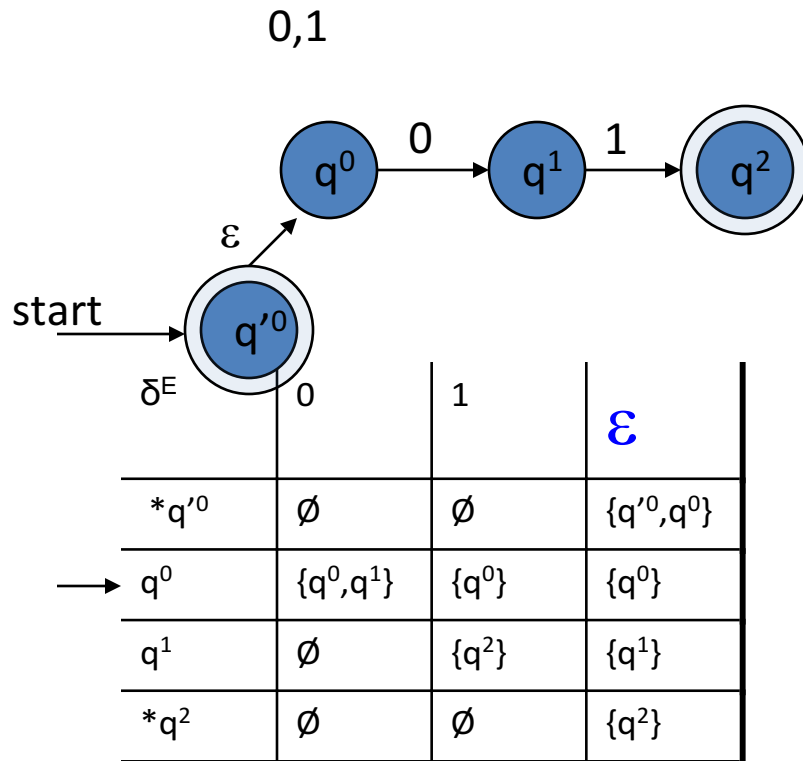 0,1
0 1
q⁰ q¹ q²
ε
start
q’⁰
δᴱ 0 1 ε
*q’⁰ Ø Ø {q’⁰,q⁰}
q⁰ {q⁰,q¹} {q⁰} {q⁰}
q¹ Ø {q²} {q¹}
*q² Ø Ø {q²}